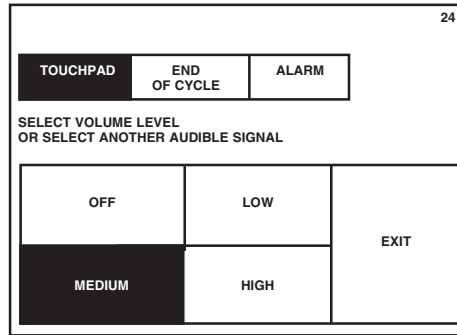 24
TOUCHPAD
END
OF CYCLE
ALARM
SELECT VOLUME LEVEL
OR SELECT ANOTHER AUDIBLE SIGNAL
OFF
LOW
EXIT
MEDIUM
HIGH